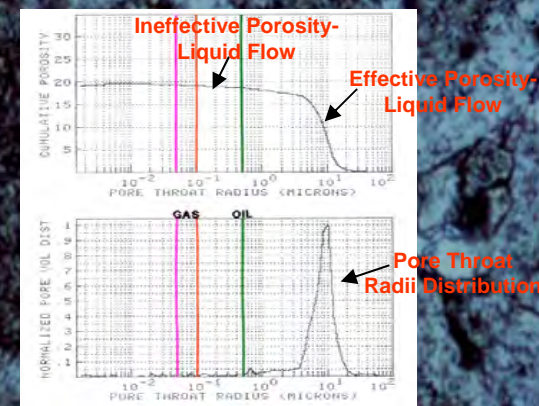 Ineffective Porosity-
Liquid Flow
Effective Porosity-
Liquid Flow
CUMULATIVE POROSITY
35
30
25
20
15
10
5
10-2 10-1 100 101 102
PORE THROAT RADIUS (MICRONS)
GAS OIL
Pore Throat
Radii Distribution
NORMALIZED PORE VOL DIST
1
.9
.8
.7
.6
.5
.4
.3
.2
.1
10-2 10-1 100 101 102
PORE THROAT RADIUS (MICRONS)